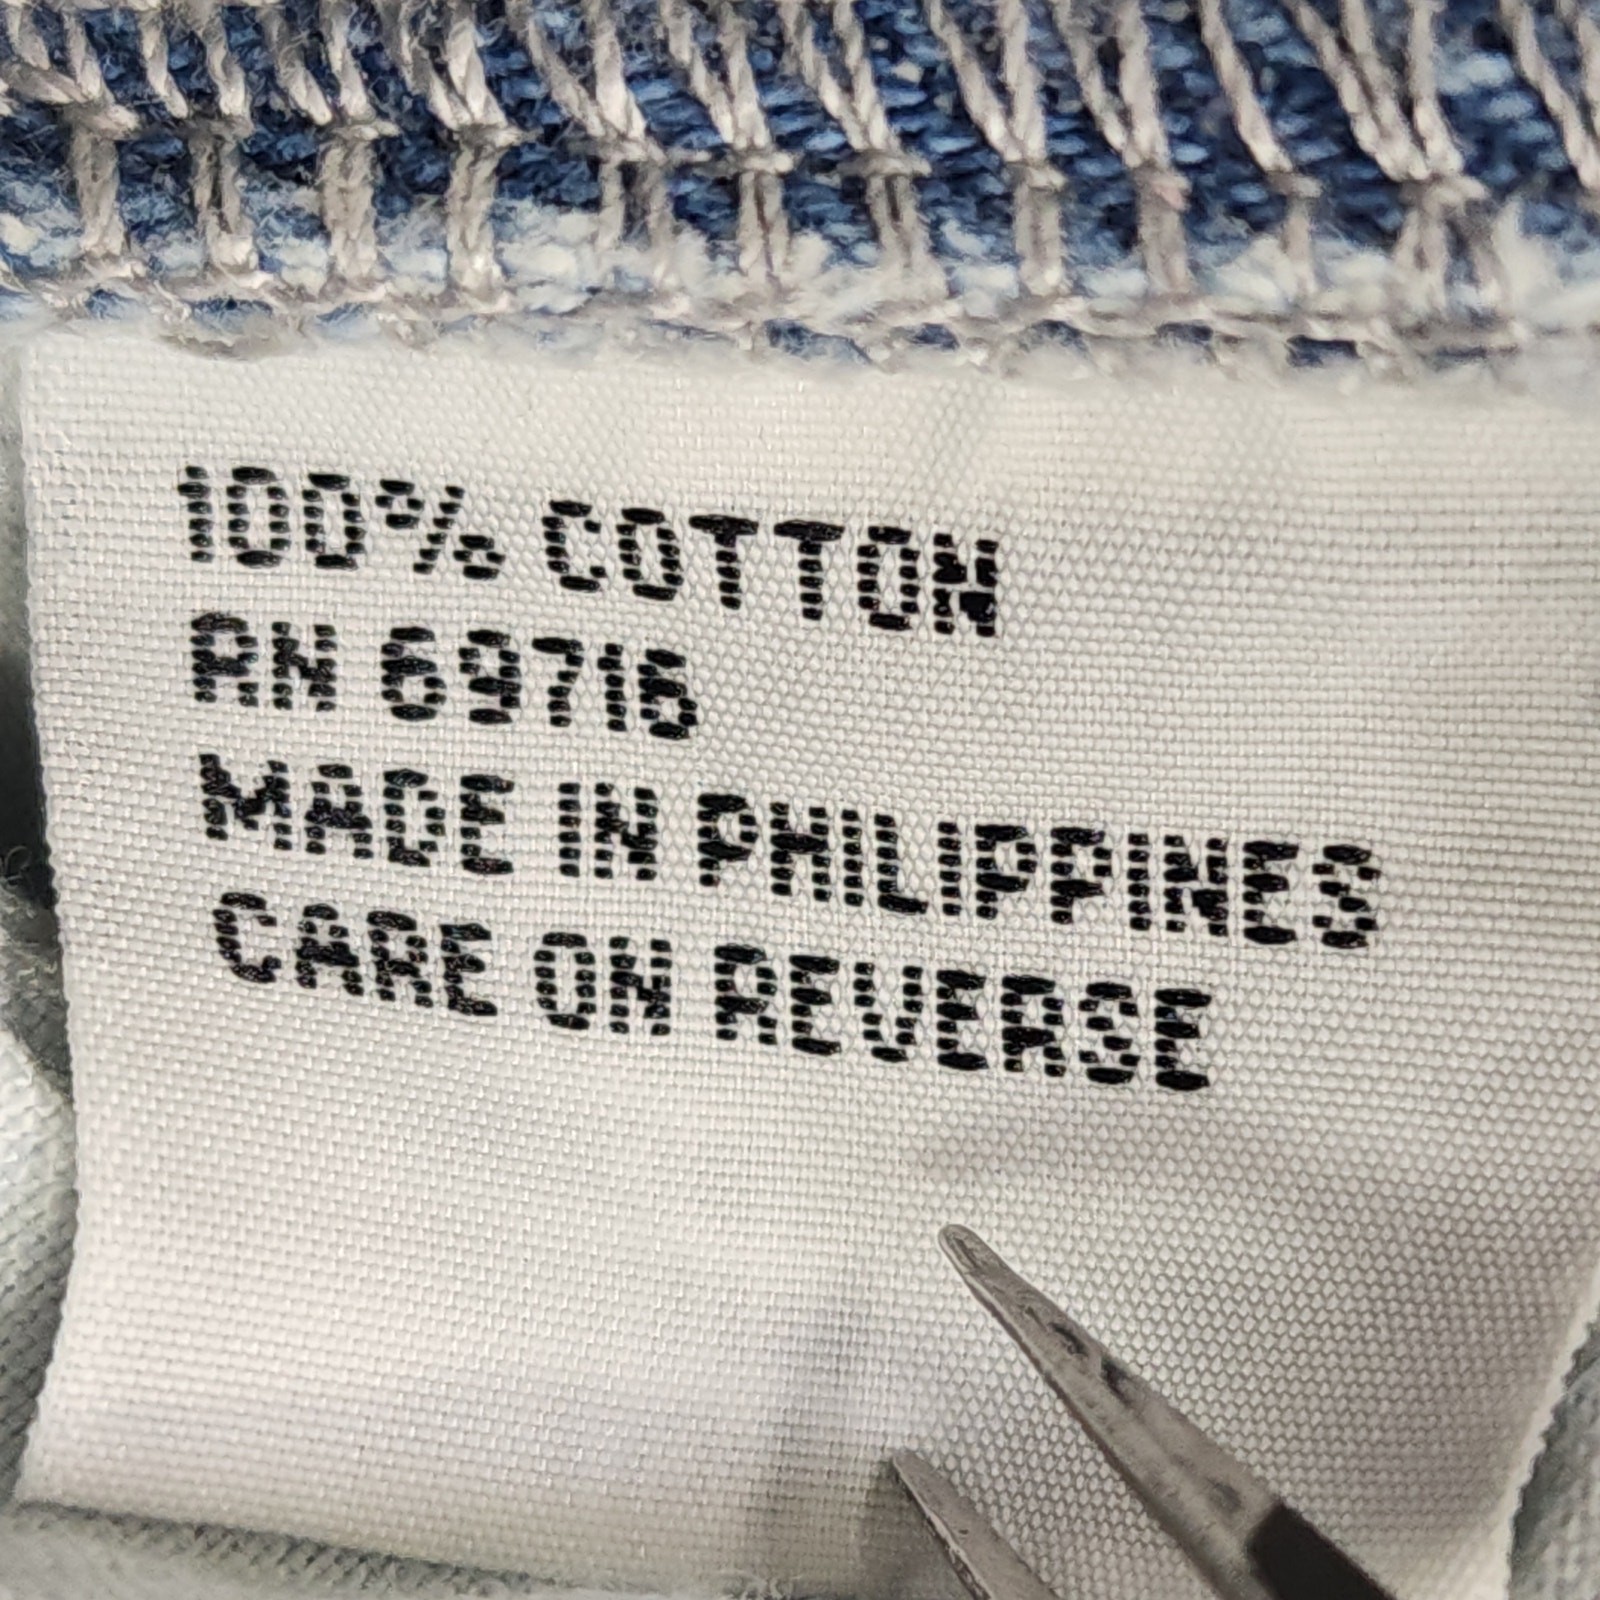 100% COTTON
RN 69716
MADE IN PHILIPPINES
CARE ON REVERSE